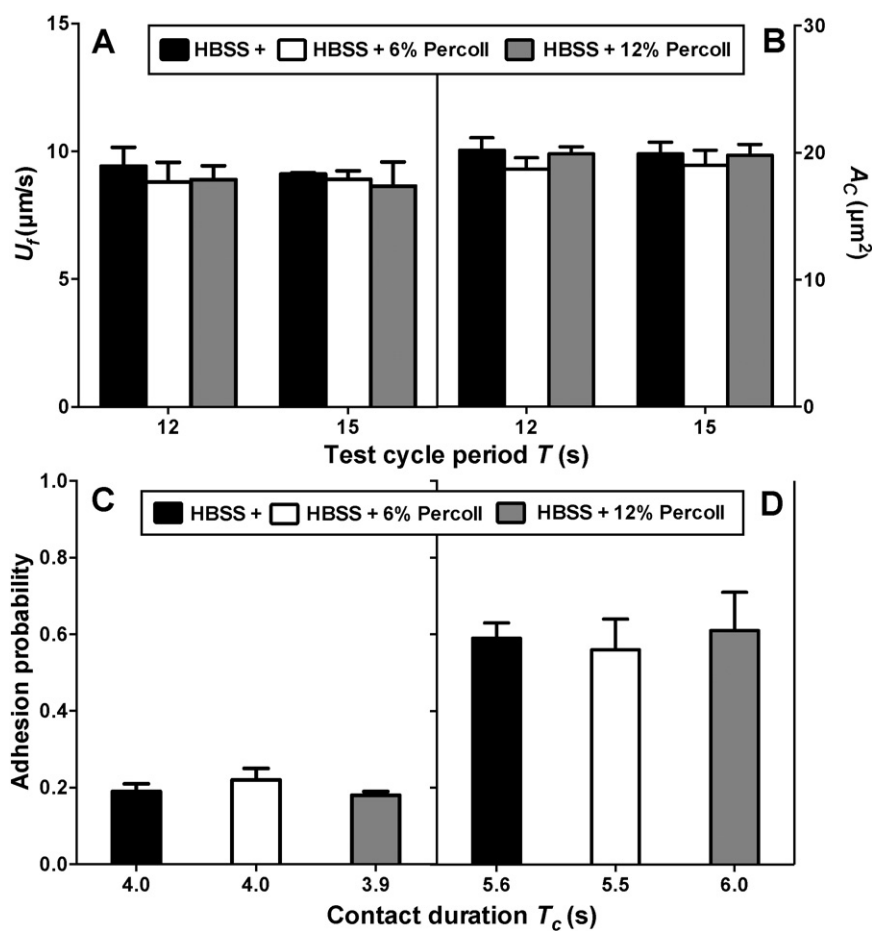 A
B
HBSS + HBSS + 6% Percoll HBSS + 12% Percoll
15
10
5
0
U_f (μm/s)
30
20
10
0
A_C (μm²)
12 15 12 15
Test cycle period T (s)
C
D
HBSS + HBSS + 6% Percoll HBSS + 12% Percoll
1.0
0.8
0.6
0.4
0.2
0.0
Adhesion probability
4.0 4.0 3.9 5.6 5.5 6.0
Contact duration T_c (s)